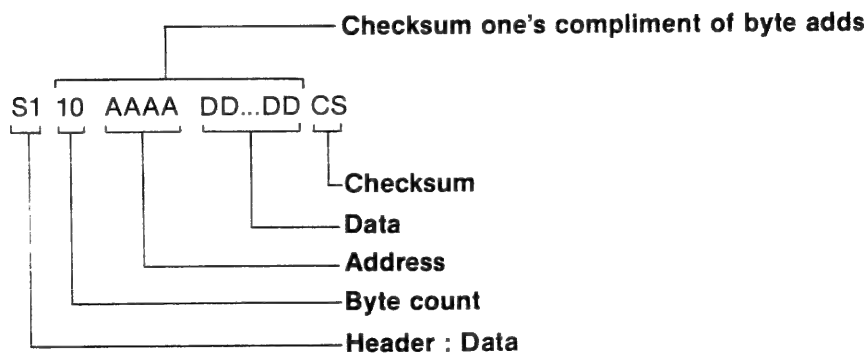 Checksum one's compliment of byte adds
S1 10 AAAA DD...DD CS
Checksum
Data
Address
Byte count
Header : Data